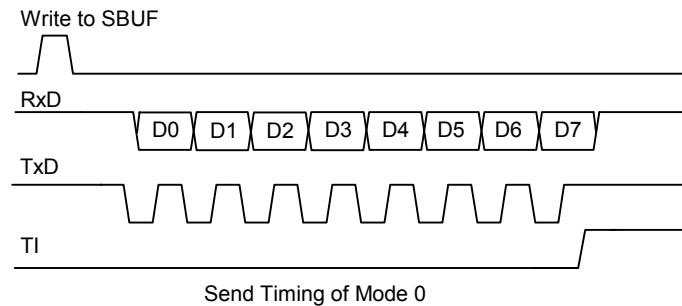 Write to SBUF
RxD
D0 D1 D2 D3 D4 D5 D6 D7
TxD
TI
Send Timing of Mode 0